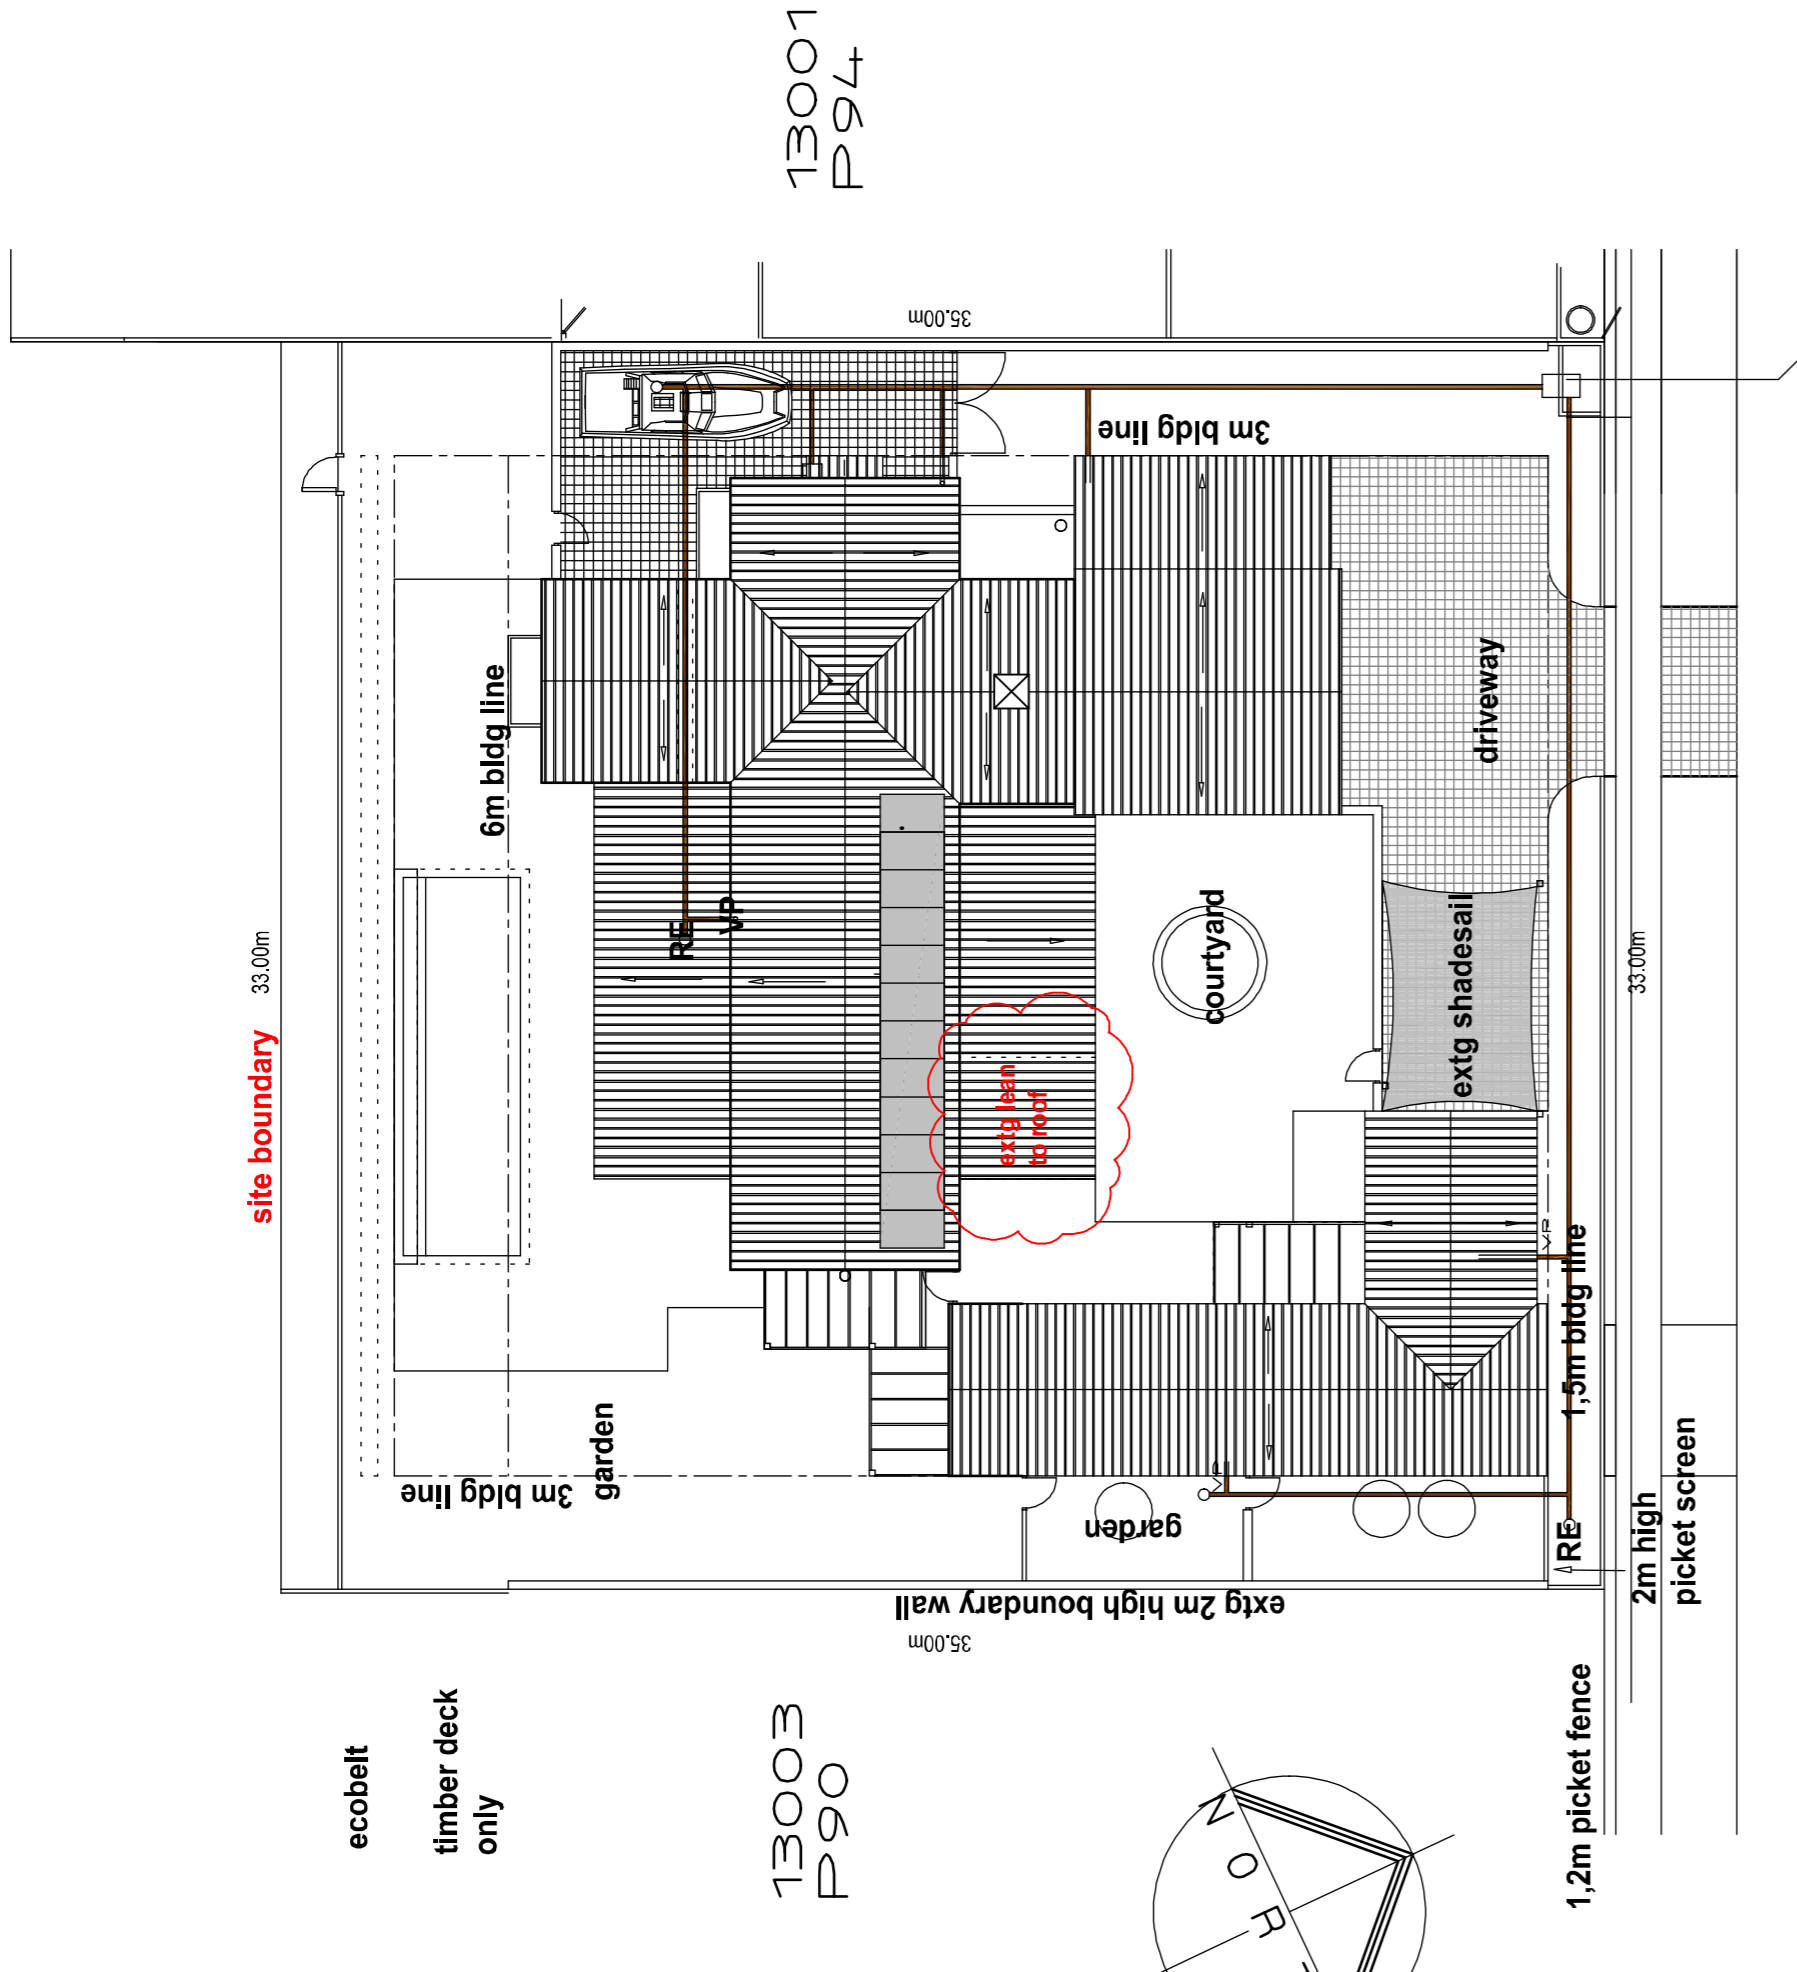 13001
P94
35.00m
3m bldg line
6m bldg line
driveway
33.00m
site boundary
RE
VP
courtyard
extg shadesail
33.00m
extg lean
to roof
VP
1,5m bldg line
garden
3m bldg line
VP
garden
RE
2m high
picket screen
extg 2m high boundary wall
35.00m
ecobelt
timber deck
only
13003
P90
1,2m picket fence
N O R